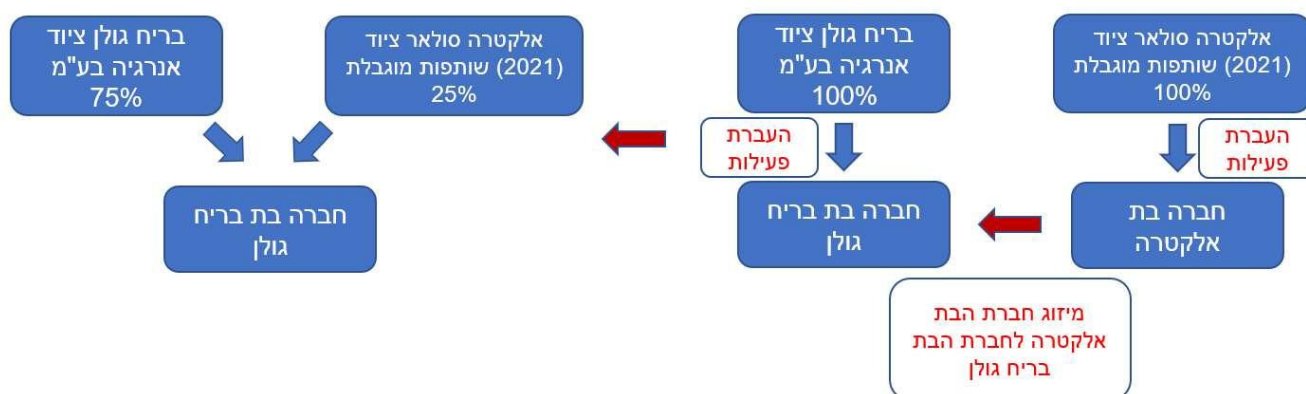 אלקטרה סולאר ציוד
(2021) שותפות מוגבלת
100%
העברת
פעילות
חברה בת
אלקטרה
בריח גולן ציוד
אנרגיה בע"מ
100%
העברת
פעילות
חברה בת בריח
גולן
מיזוג חברת הבת
אלקטרה לחברת הבת
בריח גולן
אלקטרה סולאר ציוד
(2021) שותפות מוגבלת
25%
בריח גולן ציוד
אנרגיה בע"מ
75%
חברה בת בריח
גולן